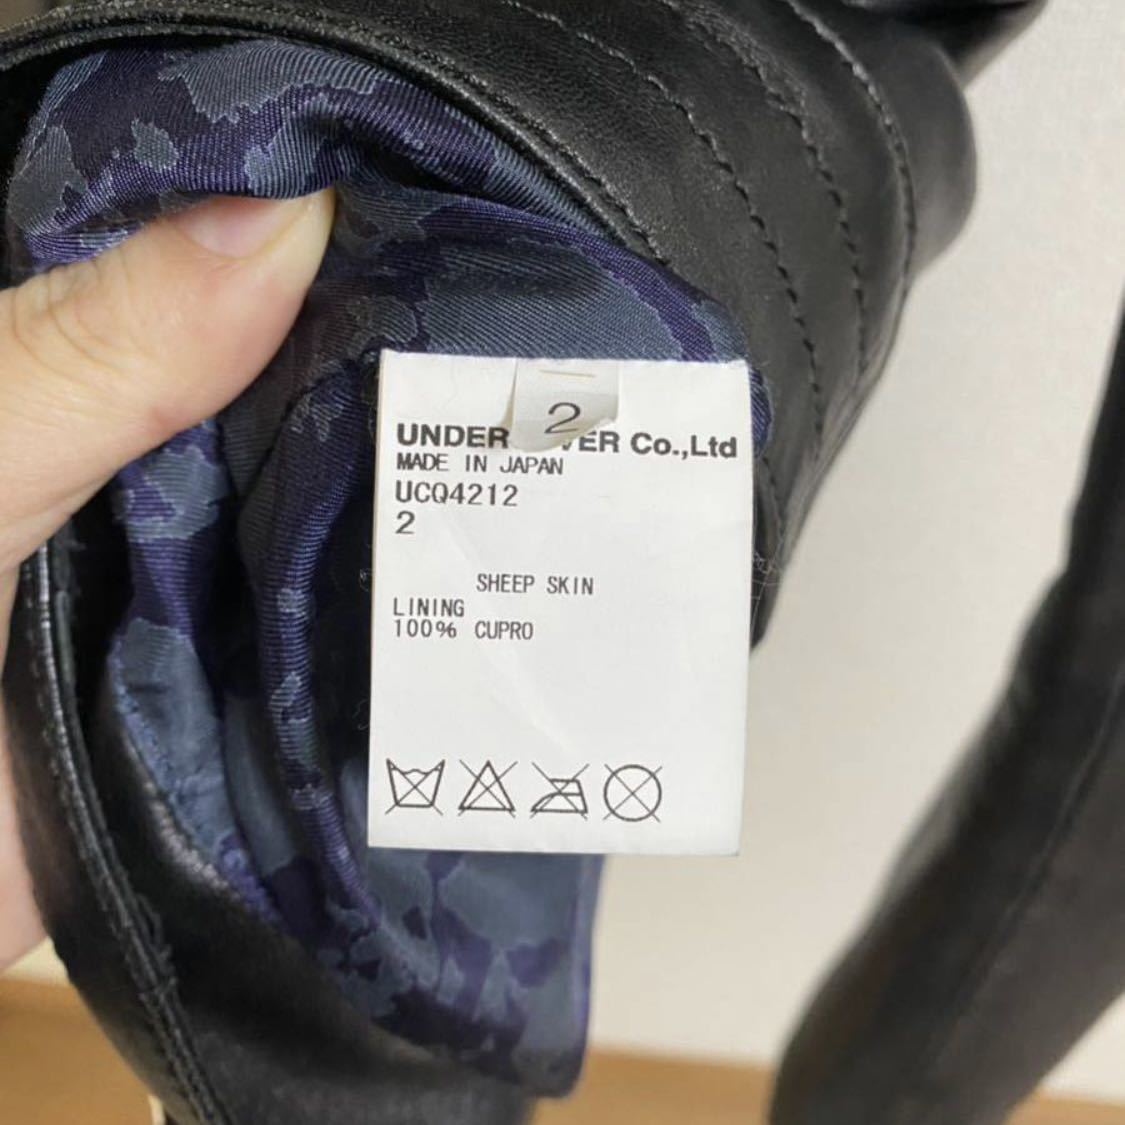 2
UNDER VER Co.,Ltd
MADE IN JAPAN
UCQ4212
2
SHEEP SKIN
LINING
100% CUPRO